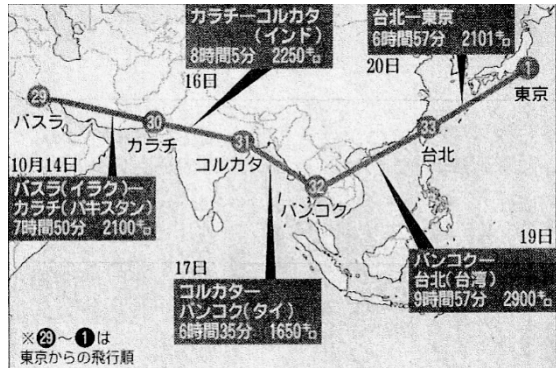 カラチーコルカタ
(インド)
8時間5分 2250㌔
16日
台北ー東京
6時間57分 2101㌔
20日
❶
東京
㉙
バスラ
㉚
カラチ
㉛
コルカタ
㉜
バンコク
㉝
台北
10月14日
バスラ(イラク)ー
カラチ(パキスタン)
7時間50分 2100㌔
17日
コルカター
バンコク(タイ)
6時間35分 1650㌔
19日
バンコクー
台北(台湾)
9時間57分 2900㌔
※㉙〜❶は
東京からの飛行順